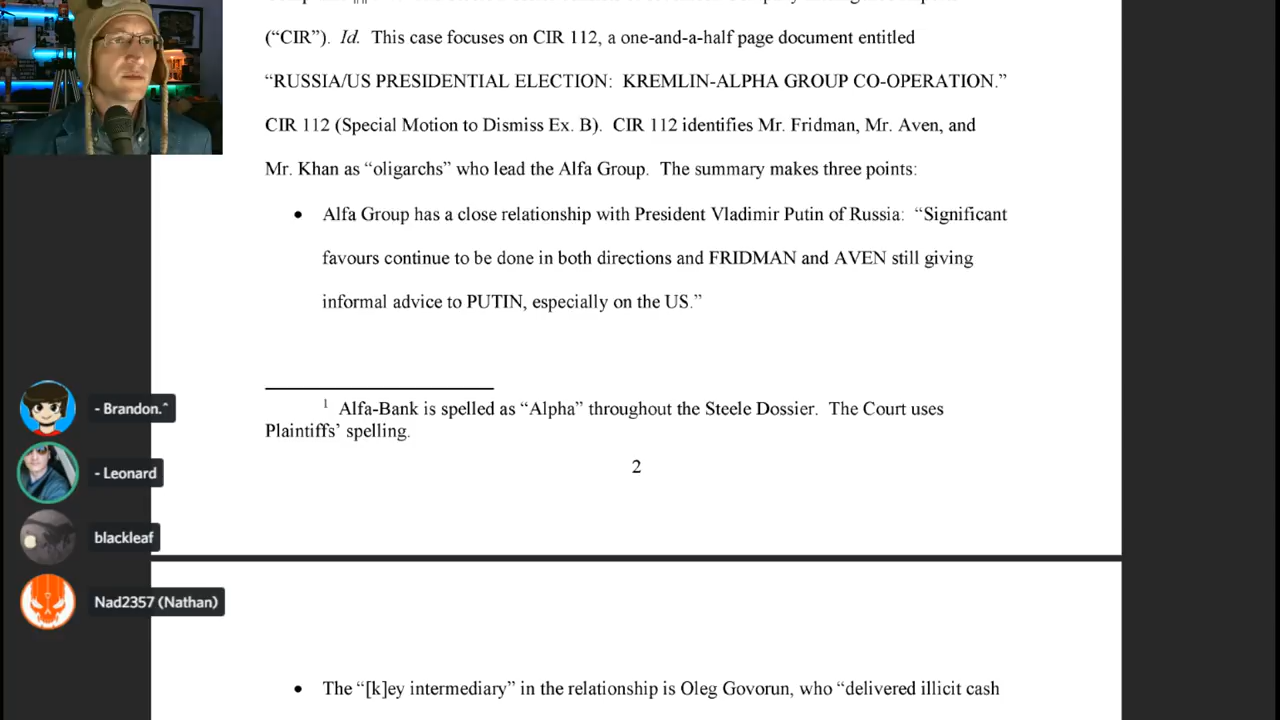 ("CIR"). Id. This case focuses on CIR 112, a one-and-a-half page document entitled
"RUSSIA/US PRESIDENTIAL ELECTION: KREMLIN-ALPHA GROUP CO-OPERATION."
CIR 112 (Special Motion to Dismiss Ex. B). CIR 112 identifies Mr. Fridman, Mr. Aven, and
Mr. Khan as "oligarchs" who lead the Alfa Group. The summary makes three points:
• Alfa Group has a close relationship with President Vladimir Putin of Russia: "Significant
favours continue to be done in both directions and FRIDMAN and AVEN still giving
informal advice to PUTIN, especially on the US."
1 Alfa-Bank is spelled as "Alpha" throughout the Steele Dossier. The Court uses
Plaintiffs' spelling.
2
- Brandon.^
- Leonard
blackleaf
Nad2357 (Nathan)
• The "[k]ey intermediary" in the relationship is Oleg Govorun, who "delivered illicit cash